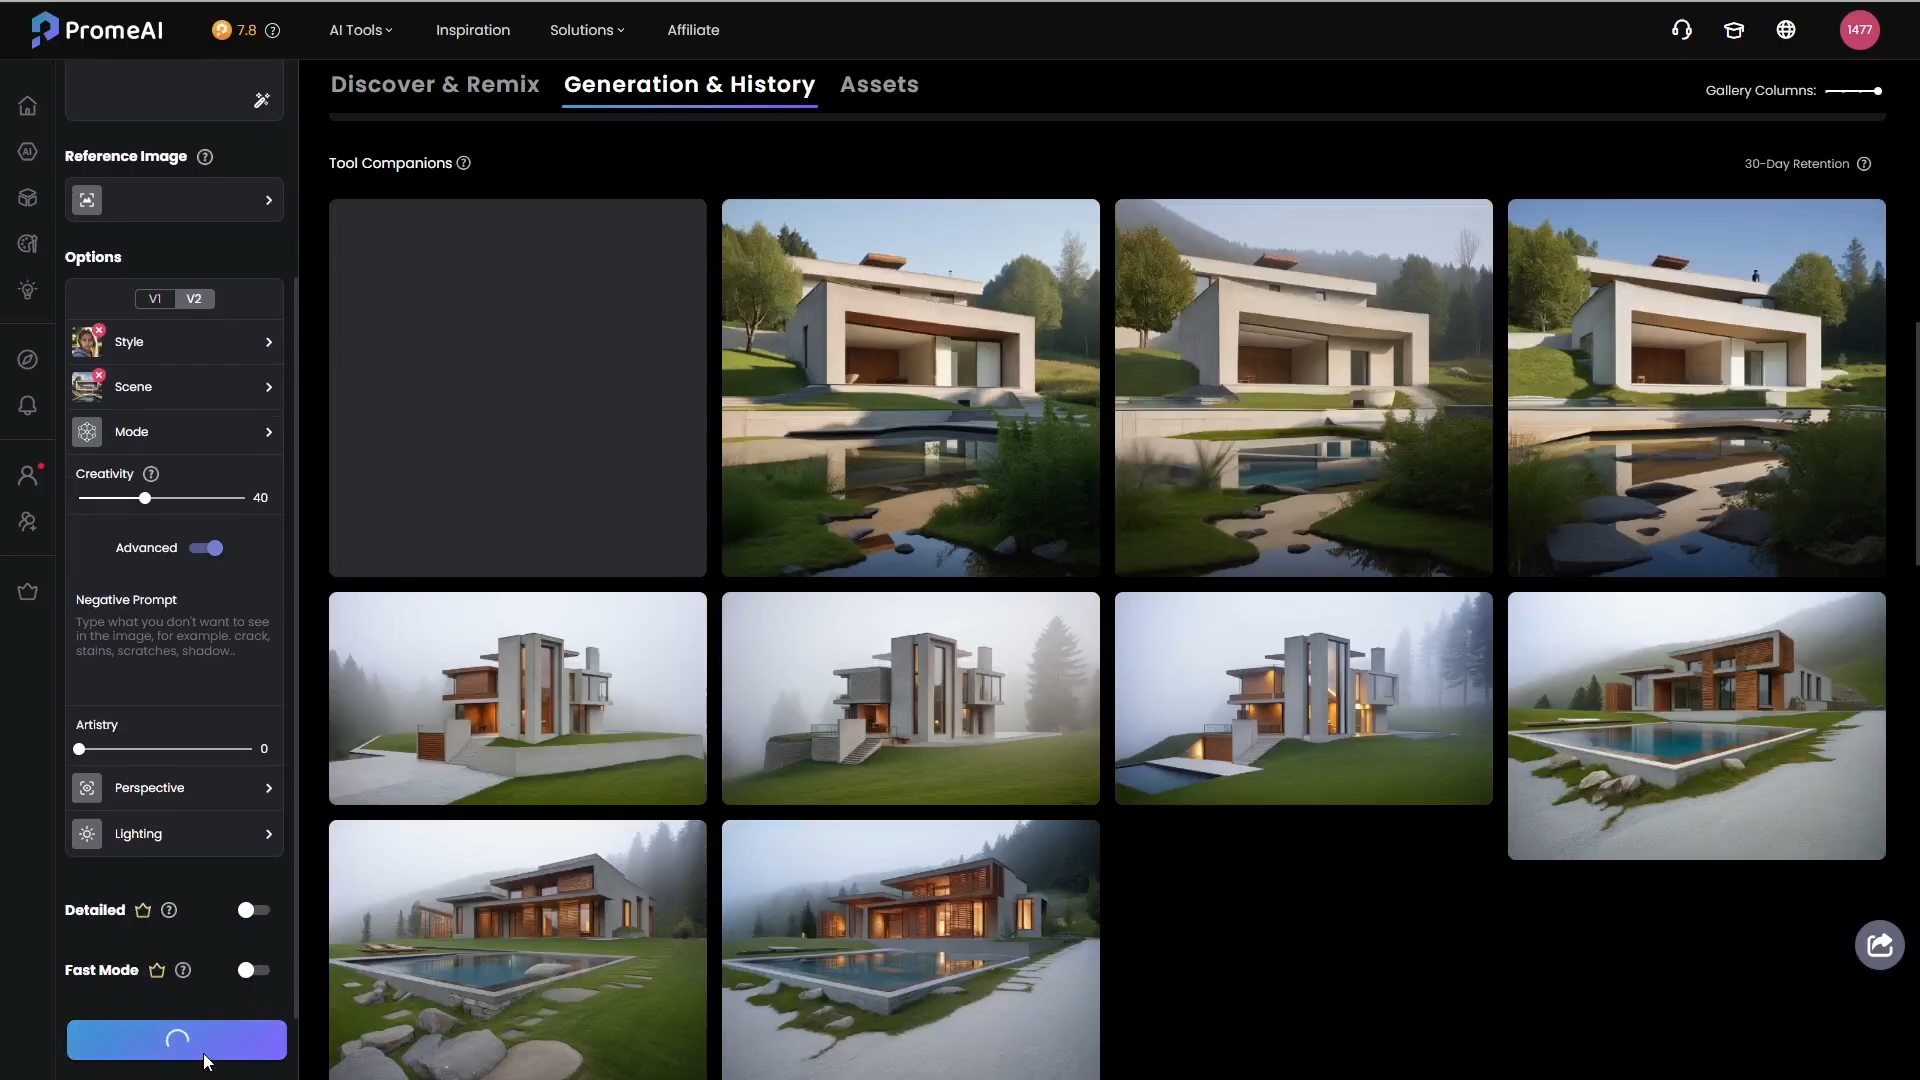 PromeAI
7.8
AI Tools
Inspiration
Solutions
Affiliate
1477
Discover & Remix
Generation & History
Assets
Gallery Columns:
Tool Companions
30-Day Retention
Reference Image
Options
V1
V2
Style
Scene
Mode
Creativity
40
Advanced
Negative Prompt
Type what you don't want to see
in the image, for example. crack,
stains, scratches, shadow..
Artistry
0
Perspective
Lighting
Detailed
Fast Mode